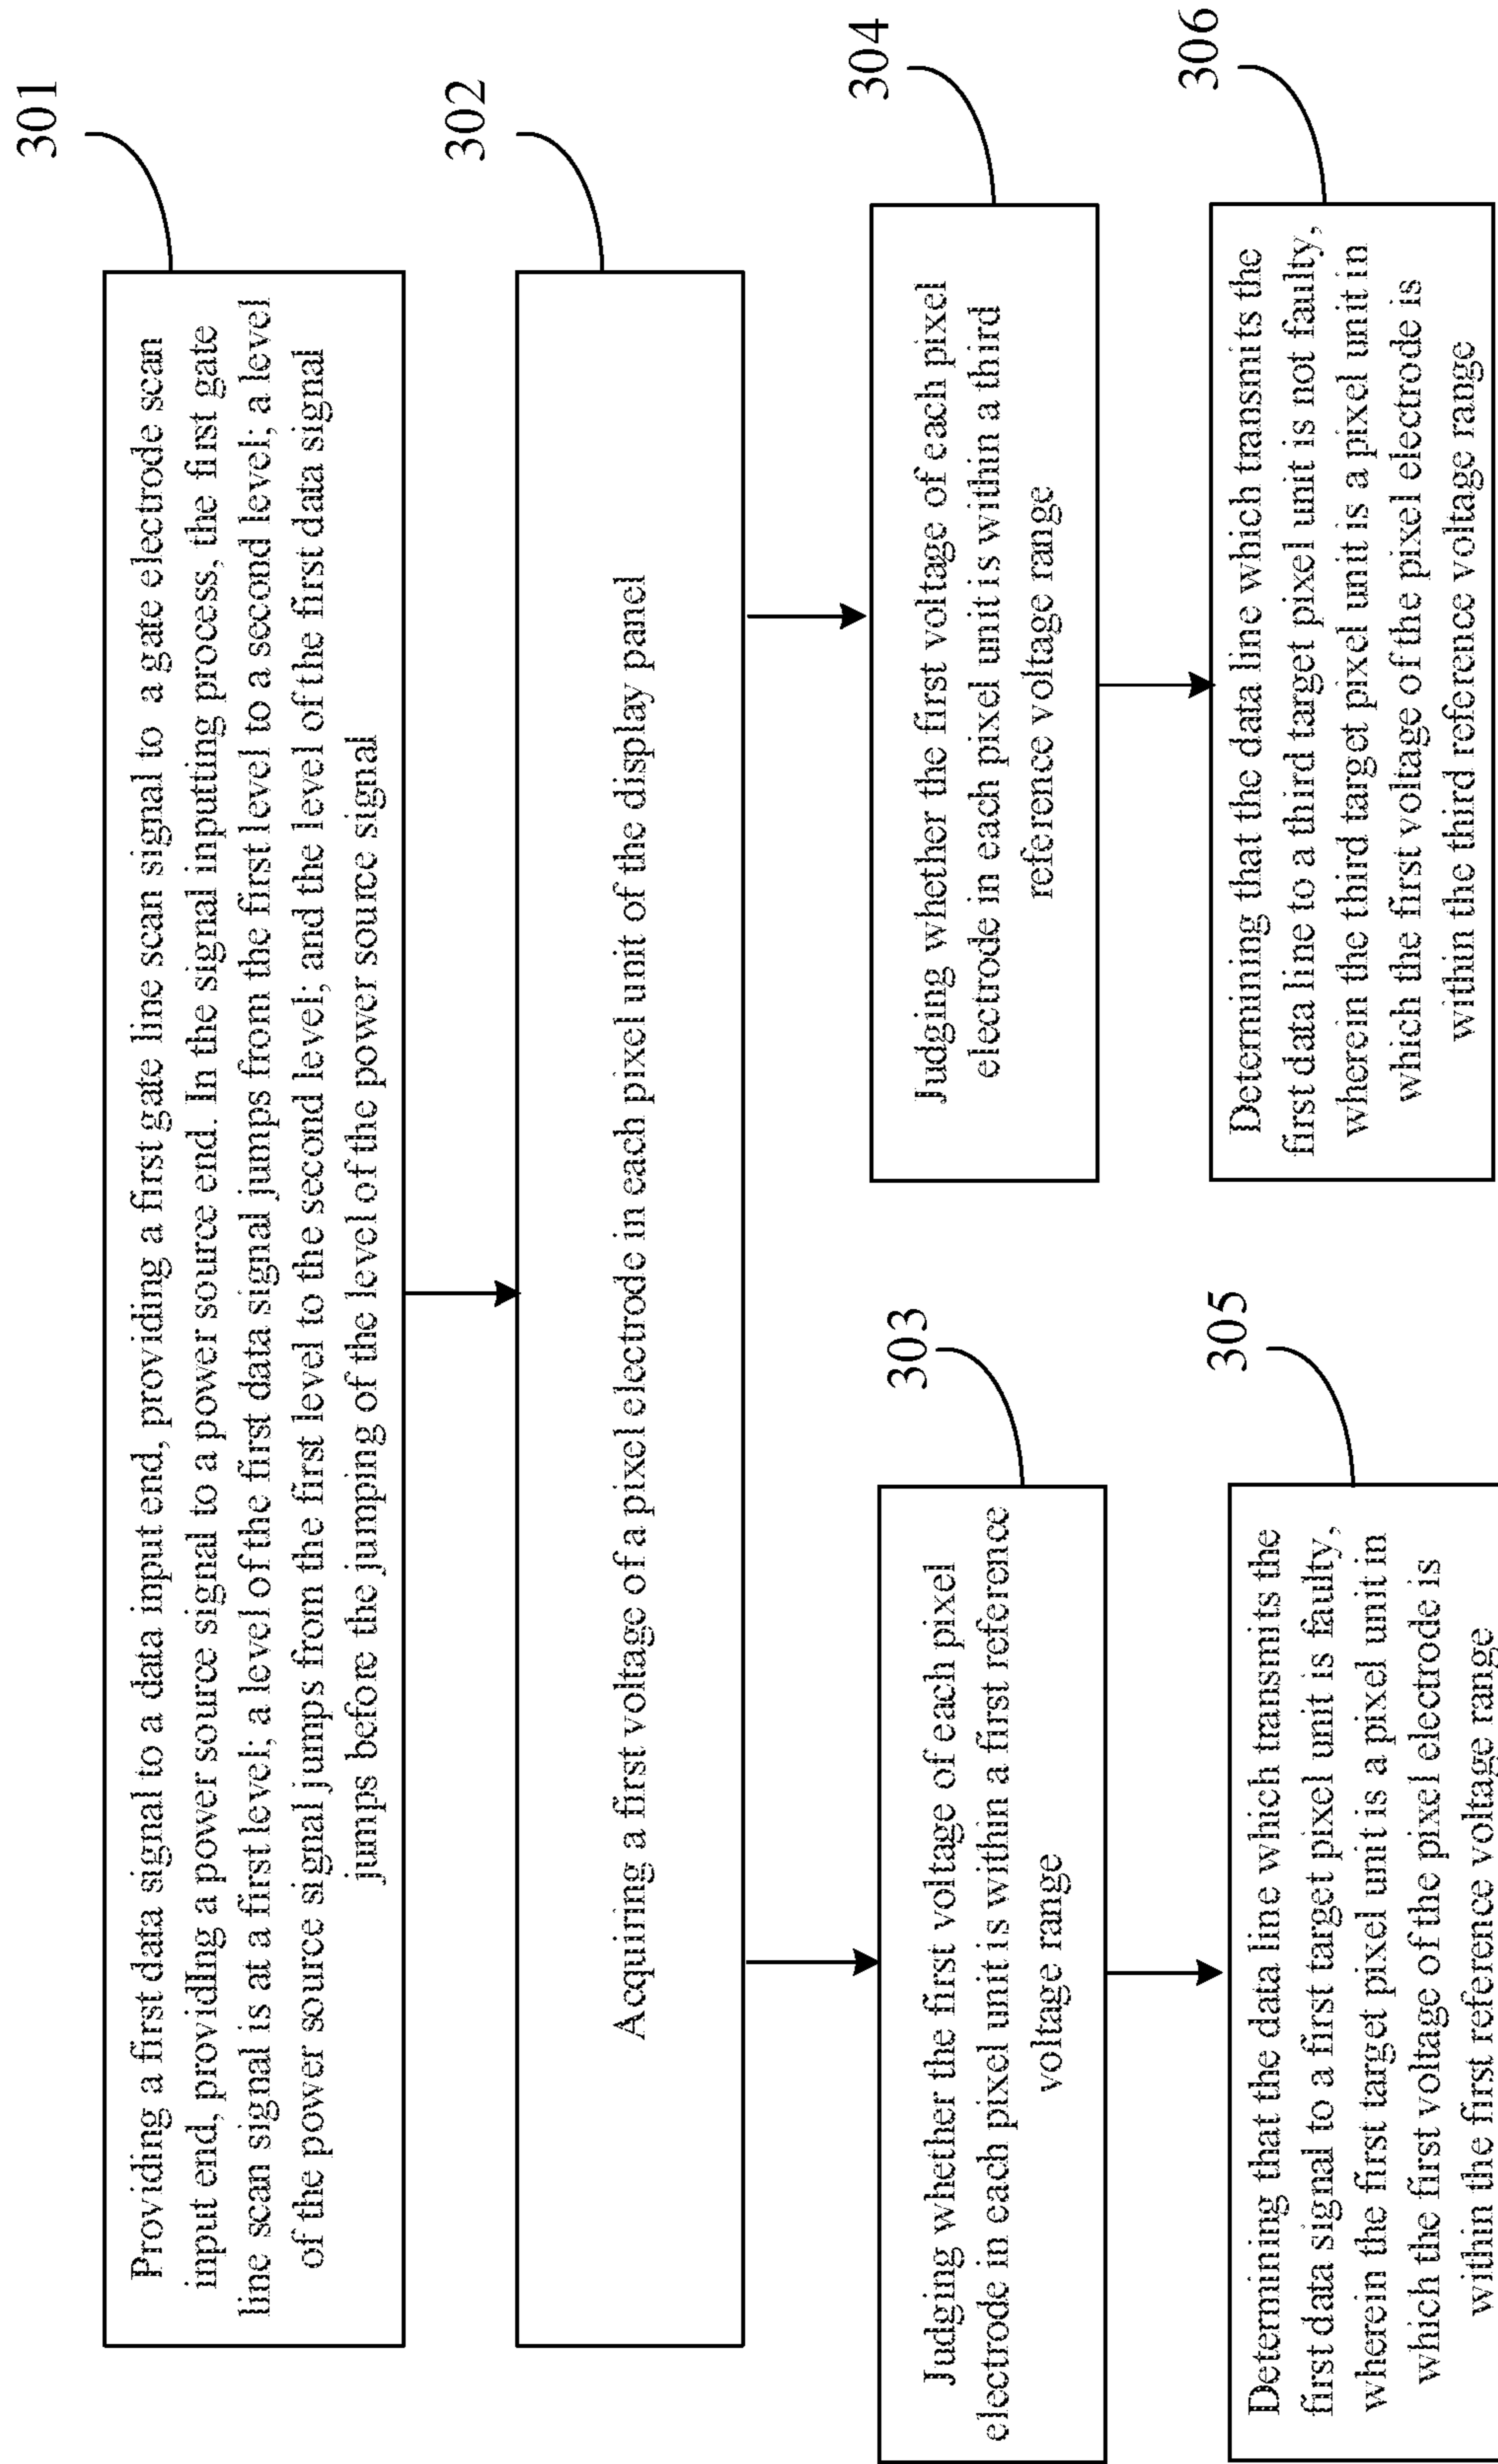 301
Providing a first data signal to a data input end, providing a first gate line scan signal to a gate electrode scan
input end, providing a power source signal to a power source end. In the signal inputting process, the first gate
line scan signal is at a first level; a level of the first data signal jumps from the first level to a second level; a level
of the power source signal jumps from the first level to the second level; and the level of the first data signal
jumps before the jumping of the level of the power source signal
302
Acquiring a first voltage of a pixel electrode in each pixel unit of the display panel
303
Judging whether the first voltage of each pixel
electrode in each pixel unit is within a first reference
voltage range
304
Judging whether the first voltage of each pixel
electrode in each pixel unit is within a third
reference voltage range
305
Determining that the data line which transmits the
first data signal to a first target pixel unit is faulty,
wherein the first target pixel unit is a pixel unit in
which the first voltage of the pixel electrode is
within the first reference voltage range
306
Determining that the data line which transmits the
first data line to a third target pixel unit is not faulty,
wherein the third target pixel unit is a pixel unit in
which the first voltage of the pixel electrode is
within the third reference voltage range